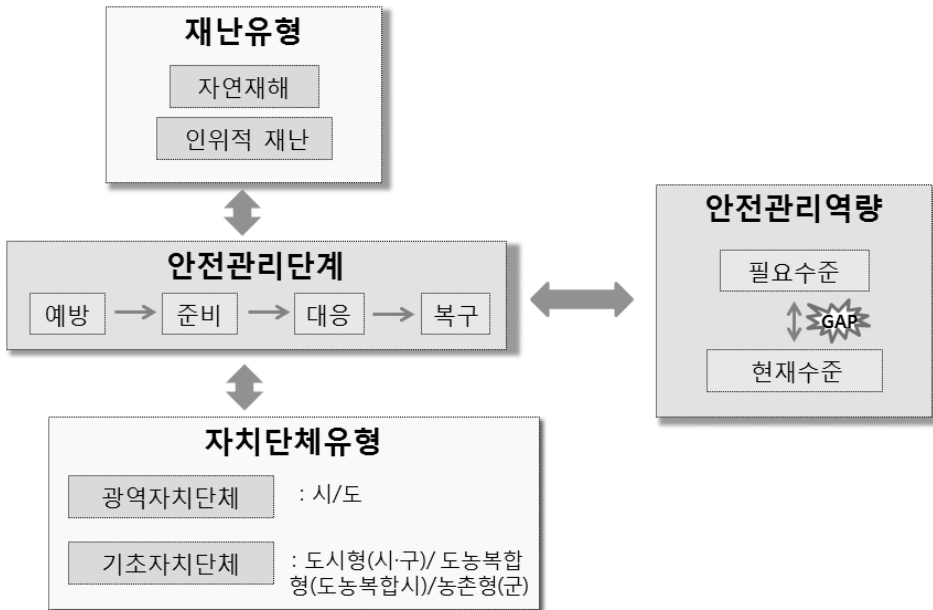 재난유형
자연재해
인위적 재난
안전관리단계
예방 준비 대응 복구
안전관리역량
필요수준
GAP
현재수준
자치단체유형
광역자치단체 : 시/도
기초자치단체 : 도시형(시·구)/ 도농복합
형(도농복합시)/농촌형(군)